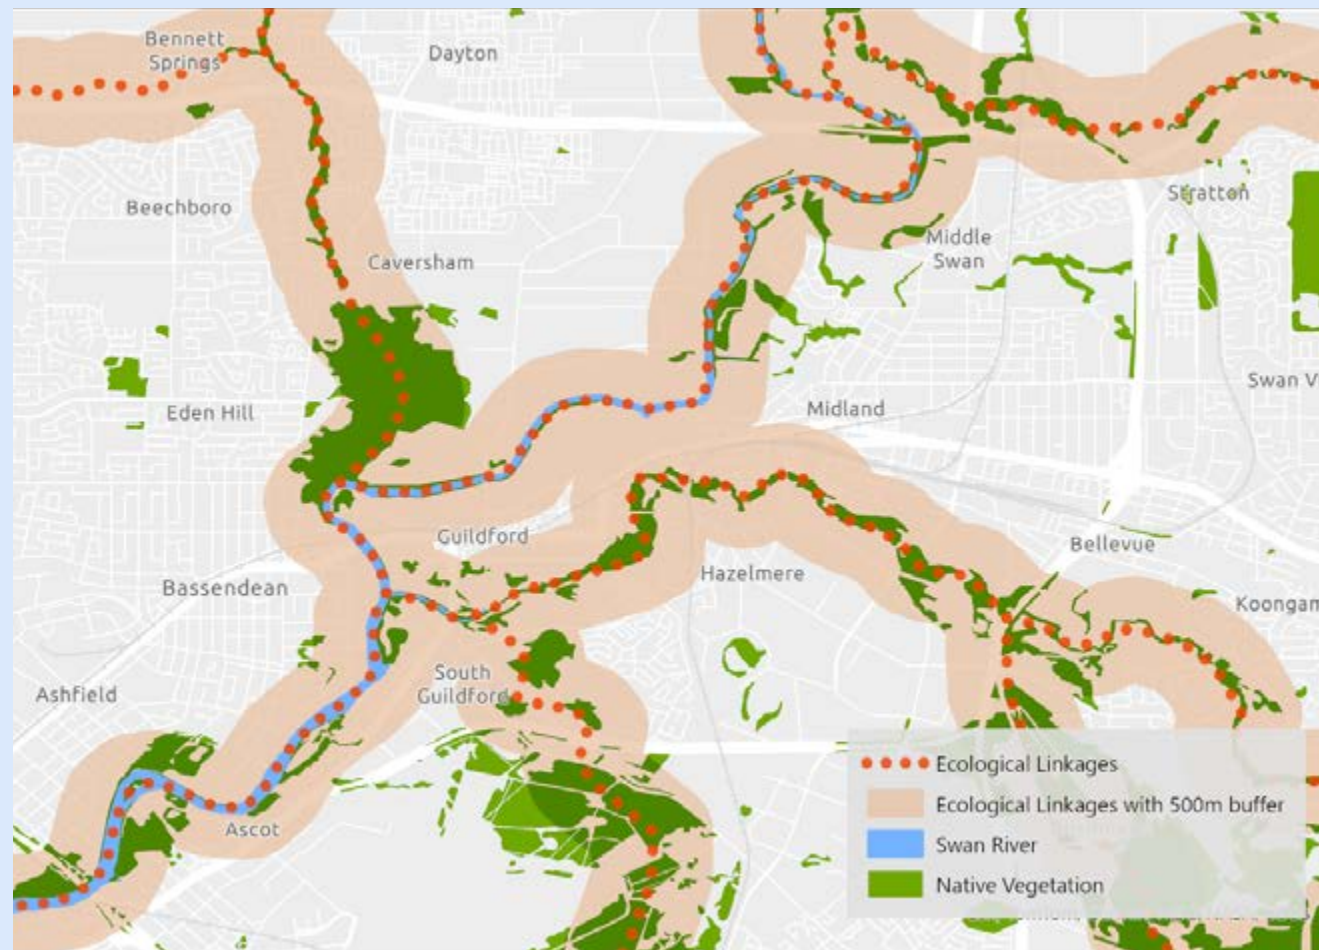 Bennett
Springs
Dayton
Beechboro
Stratton
Middle
Swan
Caversham
Swan V
Eden Hill
Midland
Guildford
Bellevue
Bassendean
Hazelmere
Koongam
South
Guildford
Ashfield
Ascot
Ecological Linkages
Ecological Linkages with 500m buffer
Swan River
Native Vegetation